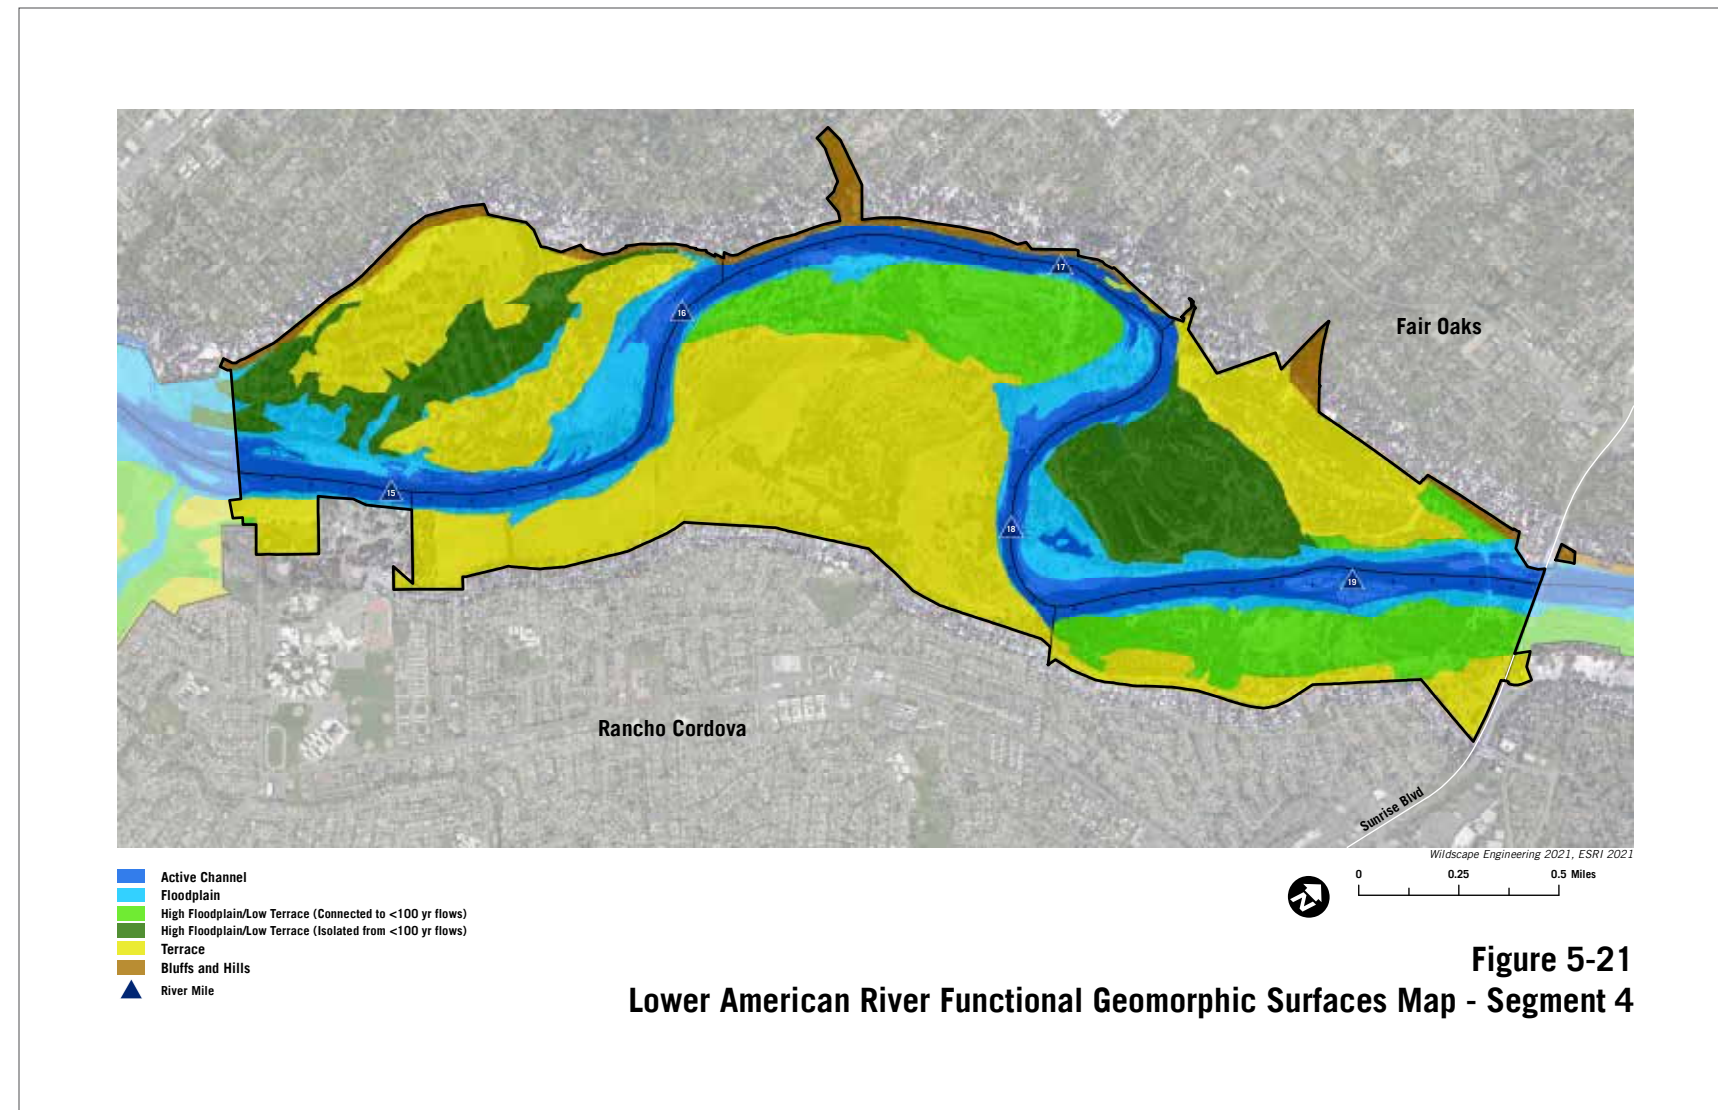 17
16
Fair Oaks
15
18
19
Rancho Cordova
Sunrise Blvd
Wildscape Engineering 2021, ESRI 2021
Active Channel
Floodplain
High Floodplain/Low Terrace (Connected to <100 yr flows)
High Floodplain/Low Terrace (Isolated from <100 yr flows)
Terrace
Bluffs and Hills
River Mile
0 0.25 0.5 Miles
N
Figure 5-21
Lower American River Functional Geomorphic Surfaces Map - Segment 4